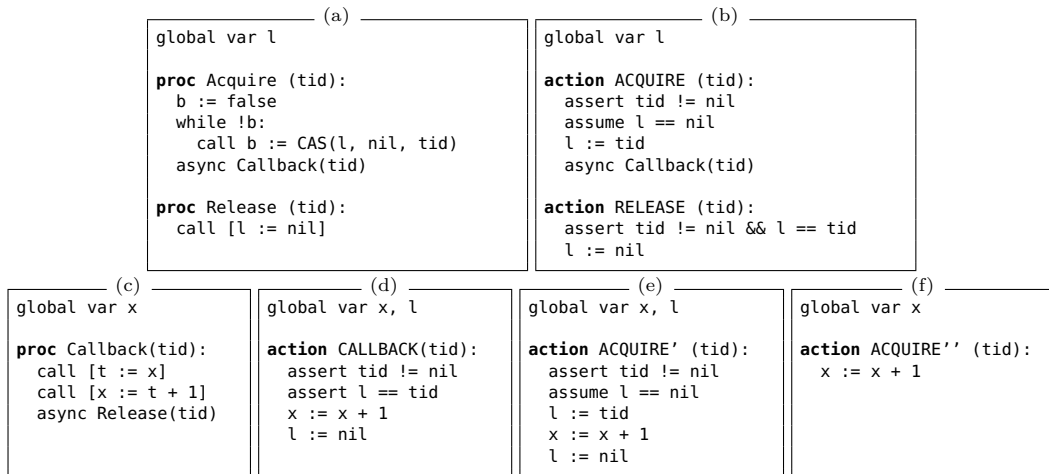 (a)
global var l
proc Acquire (tid):
b := false
while !b:
call b := CAS(l, nil, tid)
async Callback(tid)
proc Release (tid):
call [l := nil]
(b)
global var l
action ACQUIRE (tid):
assert tid != nil
assume l == nil
l := tid
async Callback(tid)
action RELEASE (tid):
assert tid != nil && l == tid
l := nil
(c)
global var x
proc Callback(tid):
call [t := x]
call [x := t + 1]
async Release(tid)
(d)
global var x, l
action CALLBACK(tid):
assert tid != nil
assert l == tid
x := x + 1
l := nil
(e)
global var x, l
action ACQUIRE' (tid):
assert tid != nil
assume l == nil
l := tid
x := x + 1
l := nil
(f)
global var x
action ACQUIRE'' (tid):
x := x + 1